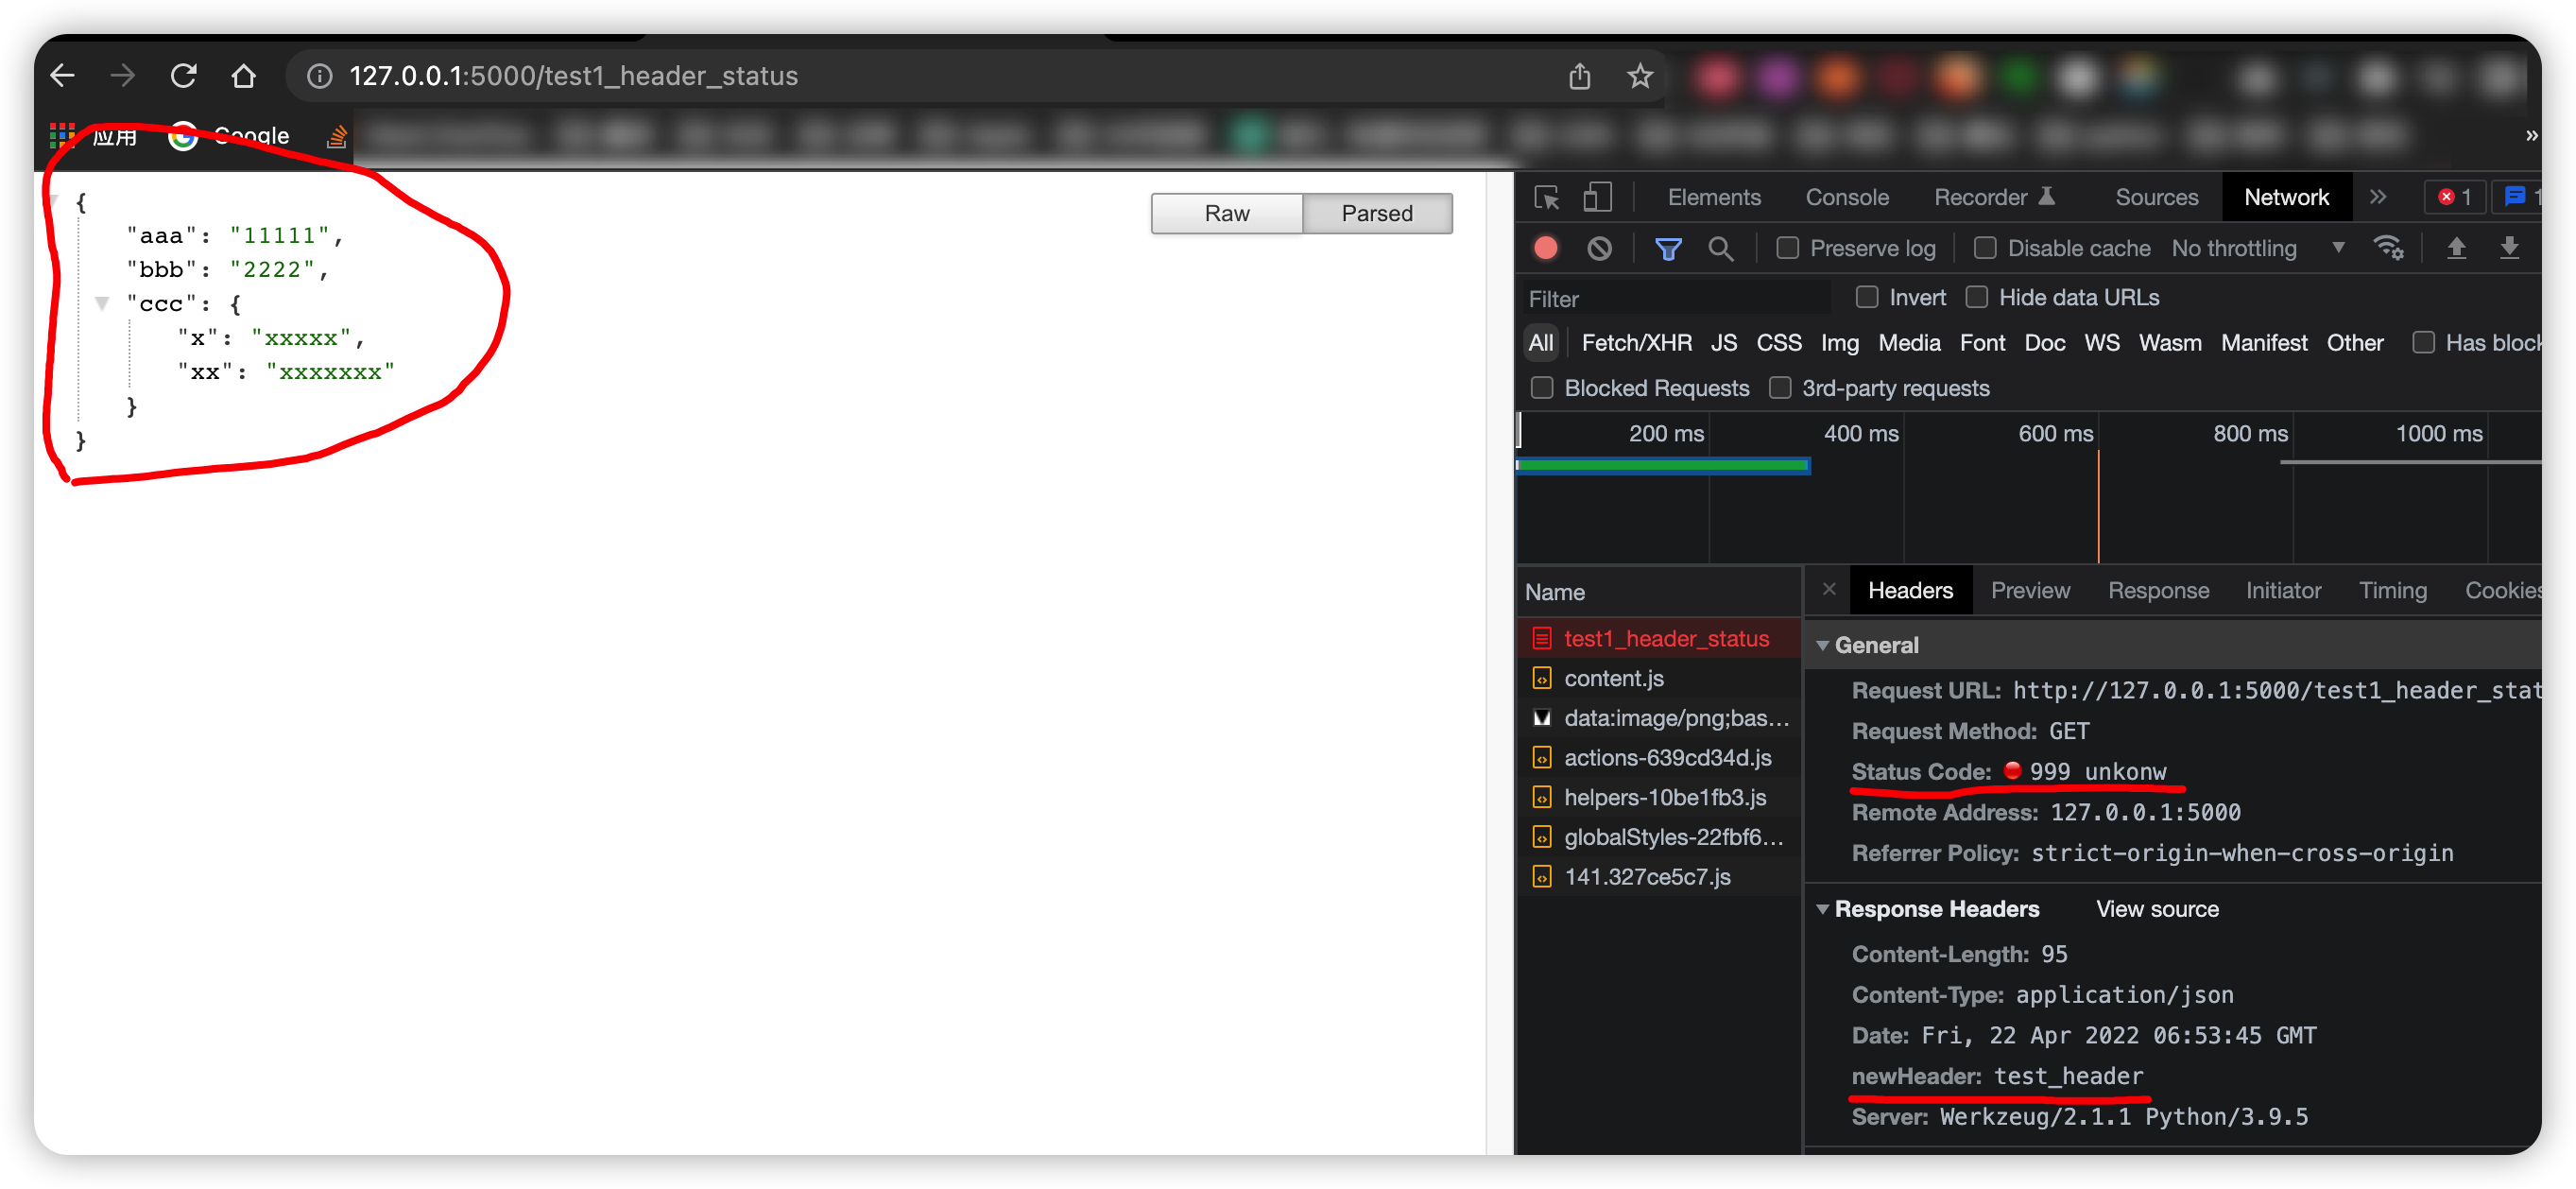 127.0.0.1:5000/test1_header_status
应用 Google »
{
"aaa": "11111",
"bbb": "2222",
"ccc": {
"x": "xxxxx",
"xx": "xxxxxxx"
}
}
Raw Parsed
Elements Console Recorder Sources Network » 1 1
Preserve log Disable cache No throttling
Filter Invert Hide data URLs
All Fetch/XHR JS CSS Img Media Font Doc WS Wasm Manifest Other Has block
Blocked Requests 3rd-party requests
200 ms 400 ms 600 ms 800 ms 1000 ms
Name
test1_header_status
content.js
data:image/png;bas...
actions-639cd34d.js
helpers-10be1fb3.js
globalStyles-22fbf6...
141.327ce5c7.js
× Headers Preview Response Initiator Timing Cookies
General
Request URL: http://127.0.0.1:5000/test1_header_stat
Request Method: GET
Status Code: 999 unkonw
Remote Address: 127.0.0.1:5000
Referrer Policy: strict-origin-when-cross-origin
Response Headers View source
Content-Length: 95
Content-Type: application/json
Date: Fri, 22 Apr 2022 06:53:45 GMT
newHeader: test_header
Server: Werkzeug/2.1.1 Python/3.9.5